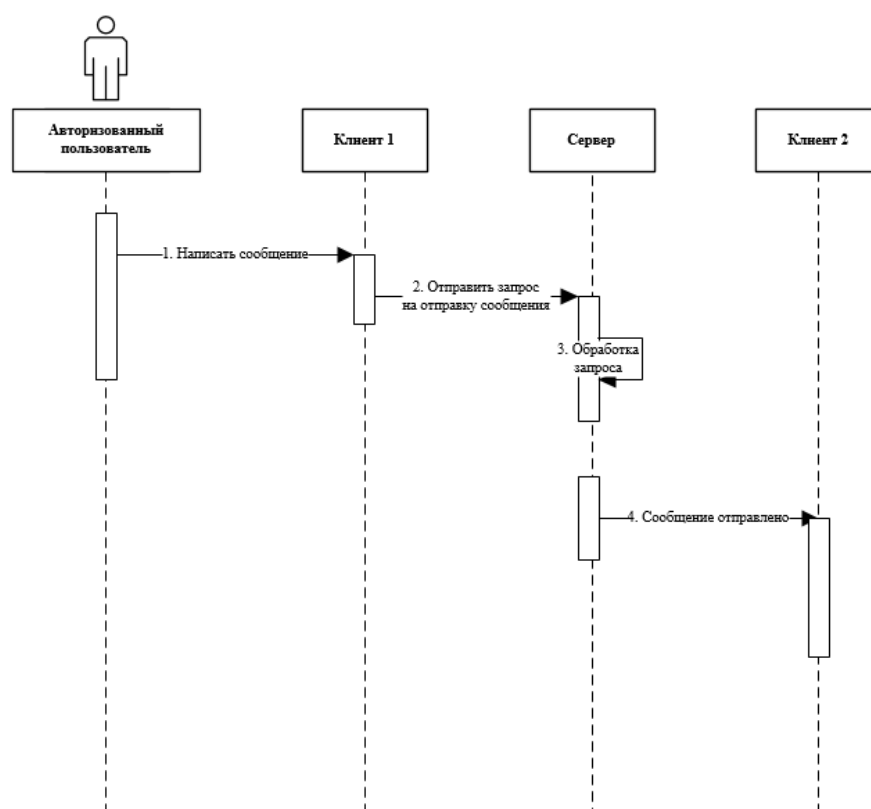 Авторизованный
пользователь
Клиент 1
Сервер
Клиент 2
1. Написать сообщение
2. Отправить запрос
на отправку сообщения
3. Обработка
запроса
4. Сообщение отправлено